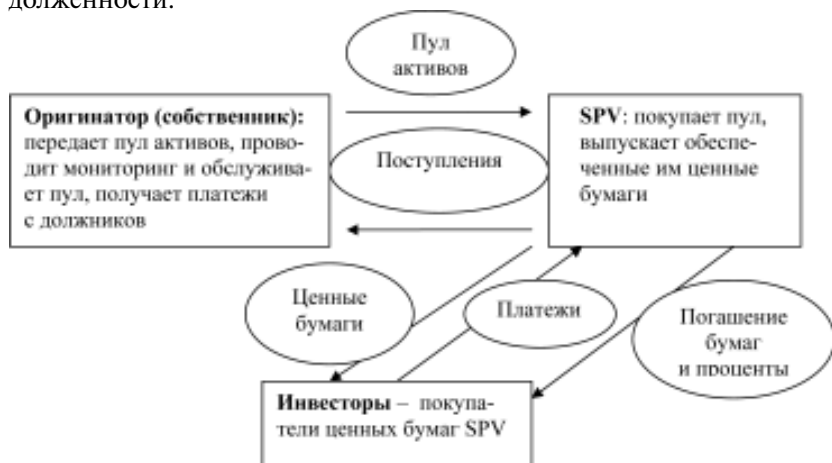 долженности.
Пул
активов
Оригинатор (собственник):
передает пул активов, прово-
дит мониторинг и обслужива-
ет пул, получает платежи
с должников
Поступления
SPV: покупает пул,
выпускает обеспе-
ченные им ценные
бумаги
Ценные
бумаги
Платежи
Погашение
бумаг
и проценты
Инвесторы – покупа-
тели ценных бумаг SPV